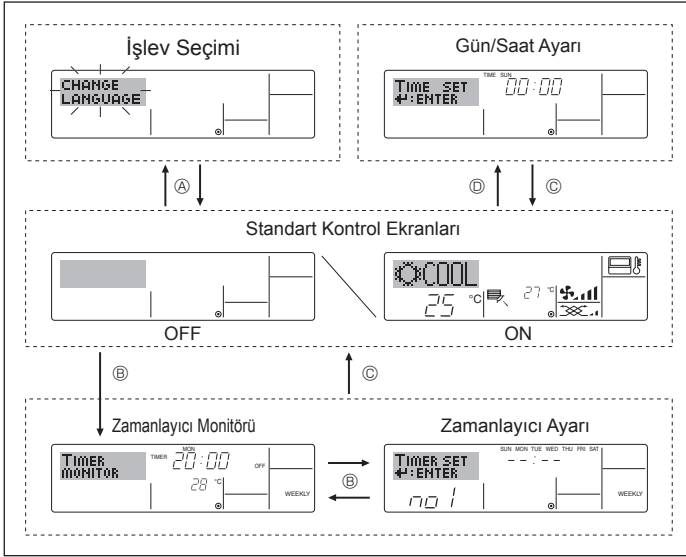 İşlev Seçimi
CHANGE
LANGUAGE
Gün/Saat Ayarı
TIME SUN
TIME SET 00:00
↵:ENTER
Ⓐ
Ⓓ Ⓒ
Standart Kontrol Ekranları
COOL
25 °C 27 °C
OFF
ON
Ⓑ
Ⓒ
Zamanlayıcı Monitörü
TIMER
MONITOR
MON
TIMER 20:00 OFF
28 °C
WEEKLY
Ⓑ
Zamanlayıcı Ayarı
SUN MON TUE WED THU FRI SAT
TIMER SET --:--
↵:ENTER
no 1
WEEKLY